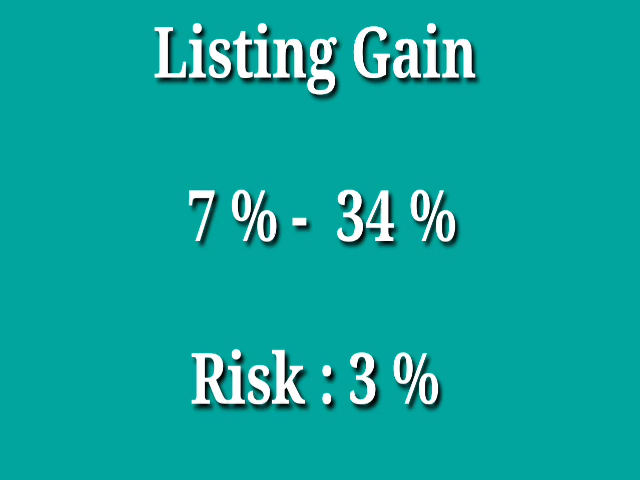 Listing Gain
7 % - 34 %
Risk : 3 %